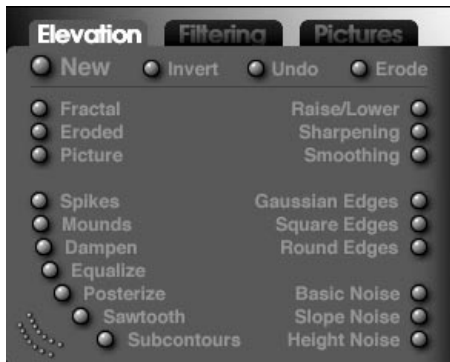 Elevation Filtering Pictures
New Invert Undo Erode
Fractal Raise/Lower
Eroded Sharpening
Picture Smoothing
Spikes Gaussian Edges
Mounds Square Edges
Dampen Round Edges
Equalize
Posterize Basic Noise
Sawtooth Slope Noise
Subcontours Height Noise